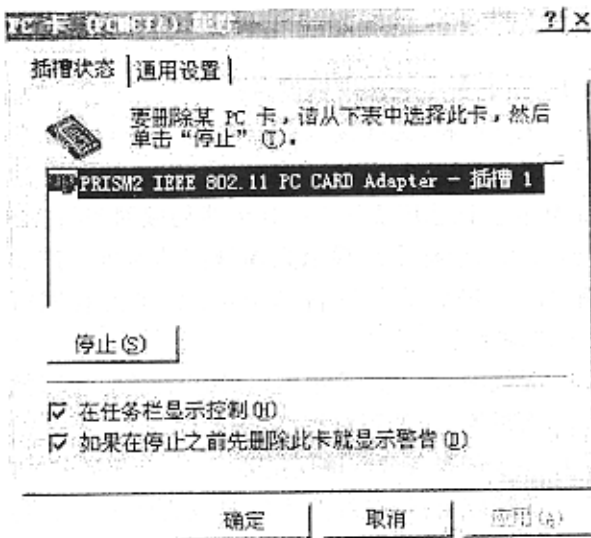 PC 卡 (PCMCIA) 属性
插槽状态 通用设置
要删除某 PC 卡，请从下表中选择此卡，然后
单击“停止” (T)。
PRISM2 IEEE 802.11 PC CARD Adapter - 插槽 1
停止(S)
在任务栏显示控制(H)
如果在停止之前先删除此卡就显示警告(D)
确定 取消 应用(A)